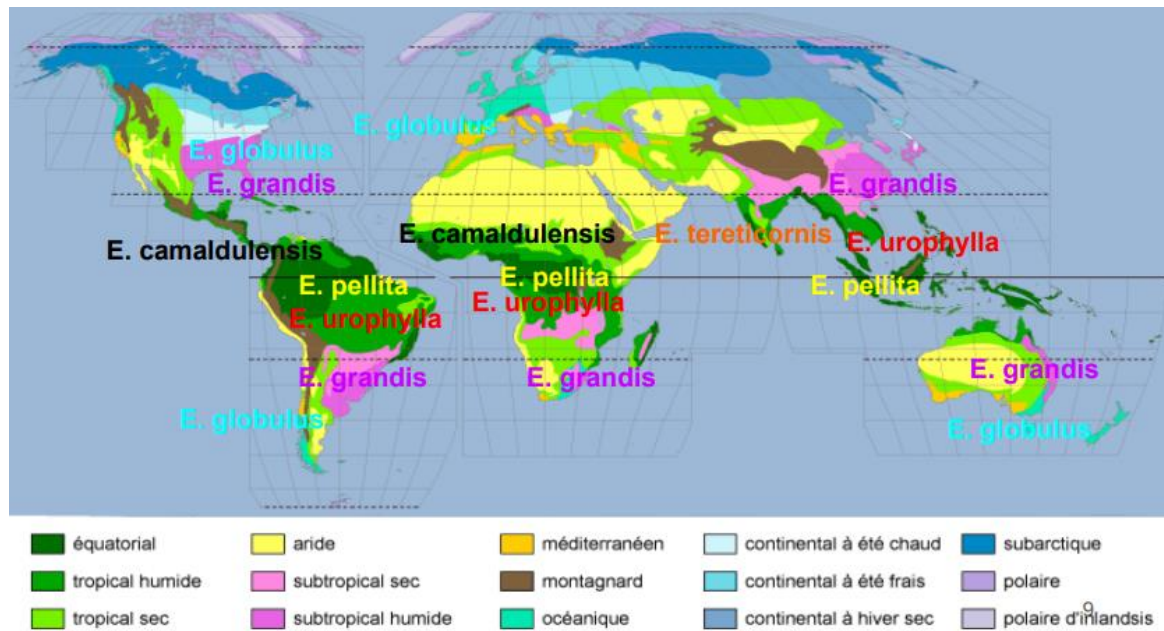 E. globulus
E. globulus
E. grandis
E. grandis
E. camaldulensis
E. camaldulensis
E. tereticornis
E. urophylla
E. pellita
E. pellita
E. pellita
E. urophylla
E. urophylla
E. grandis
E. grandis
E. grandis
E. globulus
E. globulus
équatorial
aride
méditerranéen
continental à été chaud
subarctique
tropical humide
subtropical sec
montagnard
continental à été frais
polaire
tropical sec
subtropical humide
océanique
continental à hiver sec
polaire d'inlandsis
9